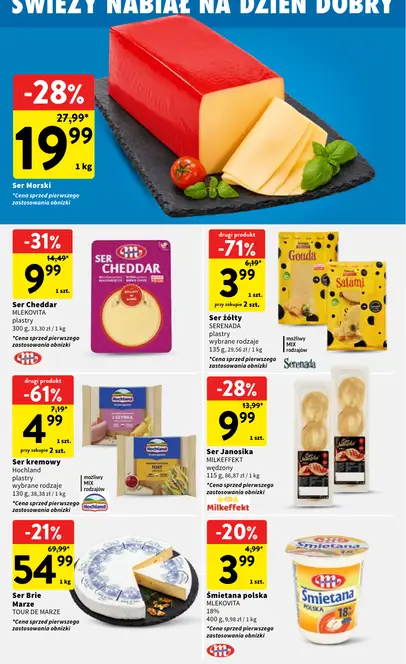 ŚWIEŻY NABIAŁ NA DZIEŃ DOBRY
-28%
27,99*
19 99
1 kg
Ser Morski
*Cena sprzed pierwszego
zastosowania obniżki
-31%
14,49*
9 99
1 szt.
Ser Cheddar
MLEKOVITA
plastry
300 g, 33,30 zł / 1 kg
*Cena sprzed pierwszego
zastosowania obniżki
SER
CHEDDAR
drugi produkt
-71%
6,19*
3 99
przy zakupie 2 szt.
Ser żółty
SERENADA
plastry
wybrane rodzaje
135 g, 29,56 zł / 1 kg
*Cena sprzed pierwszego
zastosowania obniżki
Gouda
Salami
możliwy
MIX
rodzajów
Serenada
drugi produkt
-61%
7,19*
4 99
1 szt.
przy zakupie 2 szt.
Ser kremowy
Hochland
plastry
wybrane rodzaje
130 g, 38,38 zł / 1 kg
*Cena sprzed pierwszego
zastosowania obniżki
Hochland
możliwy
MIX
rodzajów
Hochland
-28%
13,99*
9 99
1 szt.
Ser Janosika
MILKEFFEKT
wędzony
115 g, 86,87 zł / 1 kg
*Cena sprzed pierwszego
zastosowania obniżki
Milkeffekt
-21%
69,99*
54 99
1 kg
Ser Brie
Marze
TOUR DE MARZE
*Cena sprzed pierwszego
zastosowania obniżki
-20%
4,99*
3 99
1 szt.
Śmietana polska
MLEKOVITA
18%
400 g, 9,98 zł / 1 kg
*Cena sprzed pierwszego
zastosowania obniżki
Śmietana
POLSKA
18%